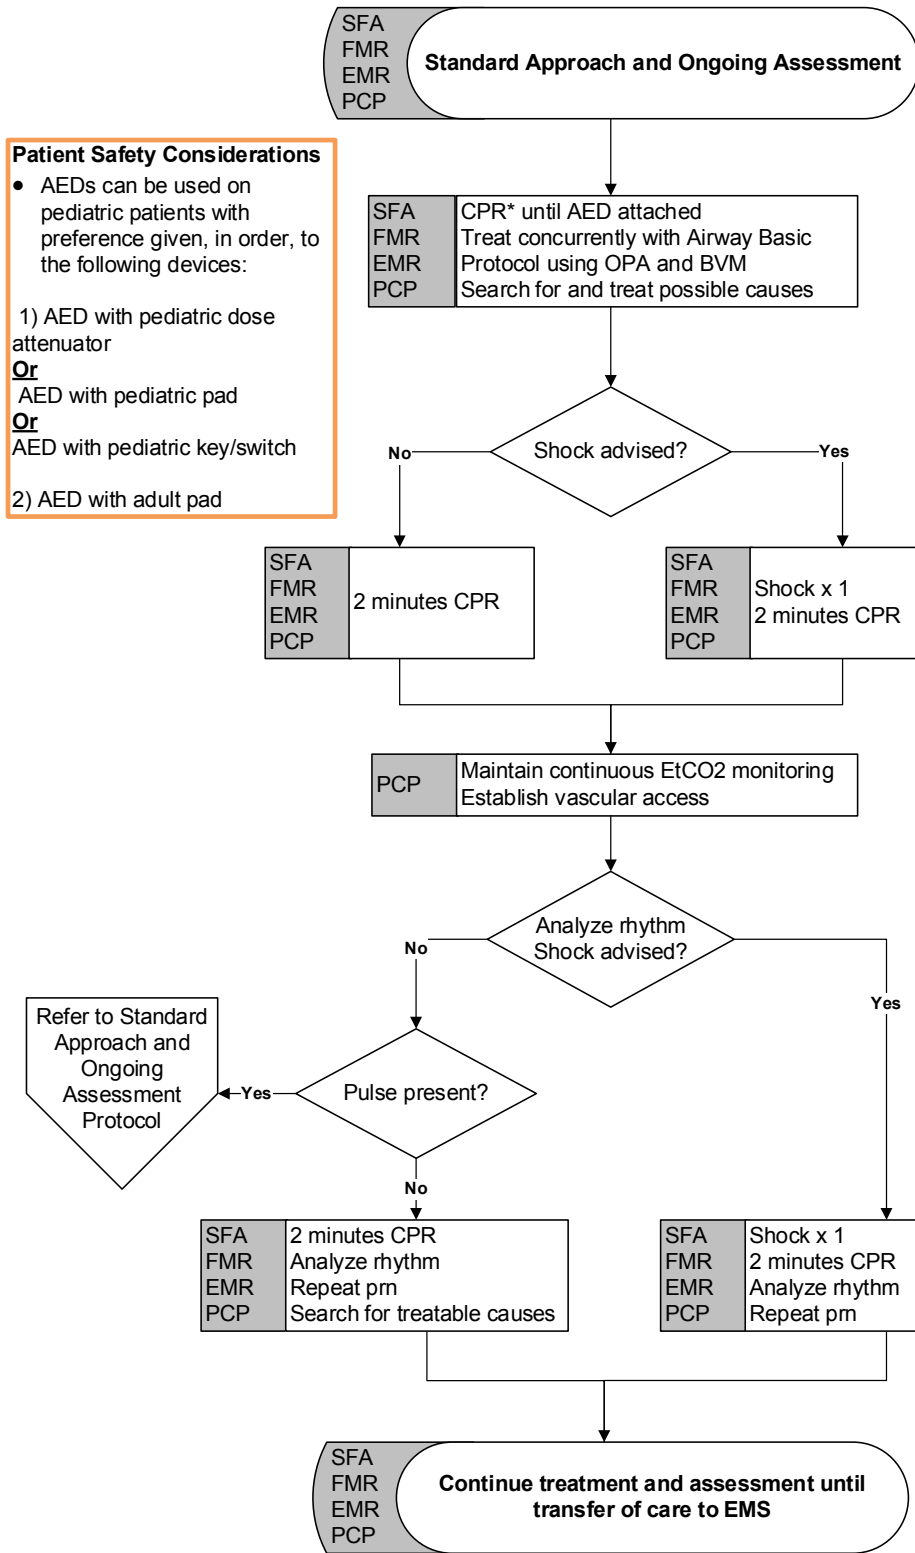 SFA
FMR
EMR
PCP
Standard Approach and Ongoing Assessment
Patient Safety Considerations
• AEDs can be used on
pediatric patients with
preference given, in order, to
the following devices:
1) AED with pediatric dose
attenuator
Or
AED with pediatric pad
Or
AED with pediatric key/switch
2) AED with adult pad
SFA
FMR
EMR
PCP
CPR* until AED attached
Treat concurrently with Airway Basic
Protocol using OPA and BVM
Search for and treat possible causes
Shock advised?
No
Yes
SFA
FMR
EMR
PCP
2 minutes CPR
SFA
FMR
EMR
PCP
Shock x 1
2 minutes CPR
PCP
Maintain continuous EtCO2 monitoring
Establish vascular access
Analyze rhythm
Shock advised?
No
Yes
Refer to Standard
Approach and
Ongoing
Assessment
Protocol
Yes
Pulse present?
No
SFA
FMR
EMR
PCP
2 minutes CPR
Analyze rhythm
Repeat prn
Search for treatable causes
SFA
FMR
EMR
PCP
Shock x 1
2 minutes CPR
Analyze rhythm
Repeat prn
SFA
FMR
EMR
PCP
Continue treatment and assessment until
transfer of care to EMS